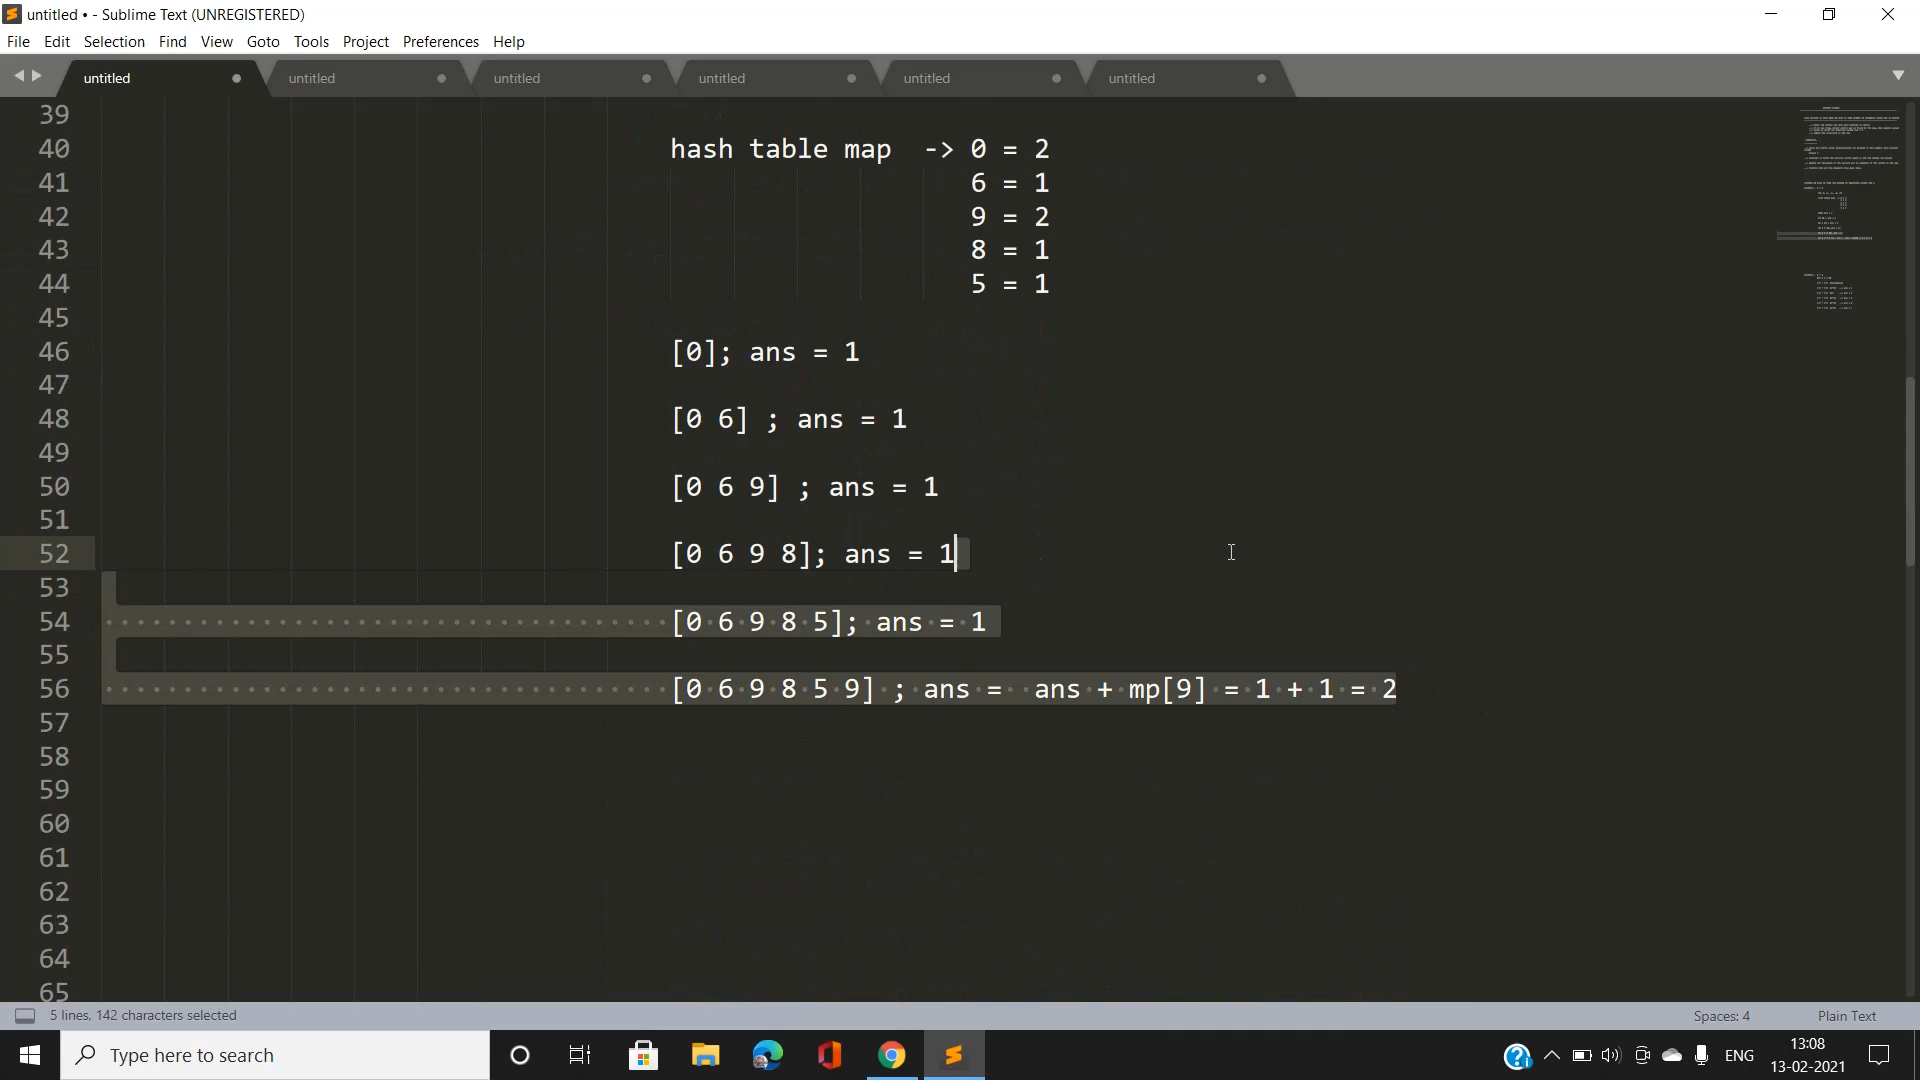 untitled • - Sublime Text (UNREGISTERED)
File Edit Selection Find View Goto Tools Project Preferences Help
untitled untitled untitled untitled untitled untitled
39
40 hash table map -> 0 = 2
41 6 = 1
42 9 = 2
43 8 = 1
44 5 = 1
45
46 [0]; ans = 1
47
48 [0 6] ; ans = 1
49
50 [0 6 9] ; ans = 1
51
52 [0 6 9 8]; ans = 1
53
54 [0 6 9 8 5]; ans = 1
55
56 [0 6 9 8 5 9] ; ans =  ans + mp[9] = 1 + 1 = 2
57
58
59
60
61
62
63
64
65
5 lines, 142 characters selected Spaces: 4 Plain Text
Type here to search ENG 13:08
13-02-2021